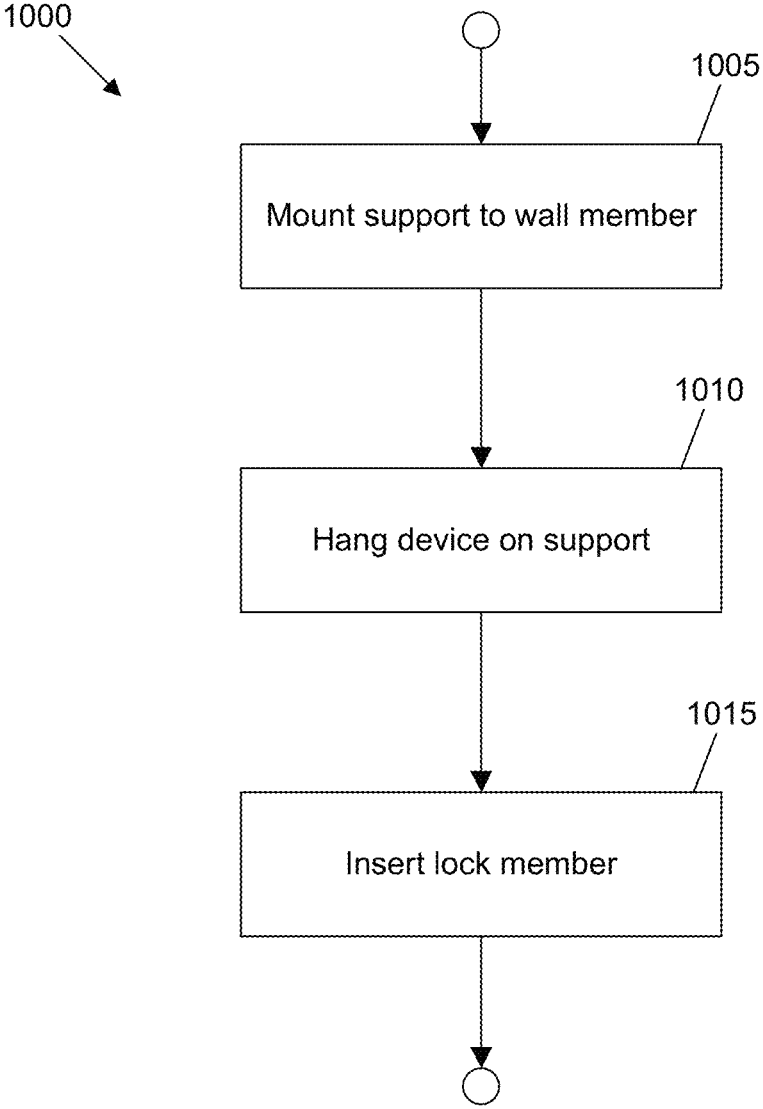 1000
1005
Mount support to wall member
1010
Hang device on support
1015
Insert lock member